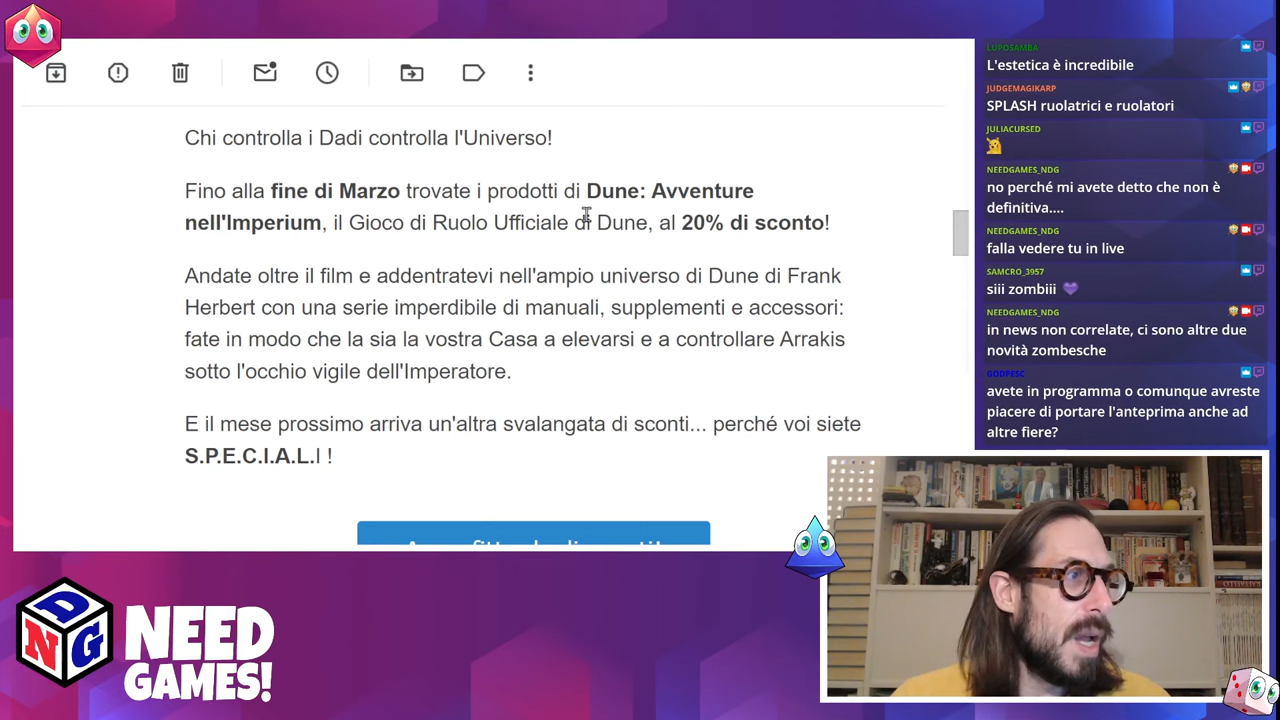 Chi controlla i Dadi controlla l'Universo!
Fino alla fine di Marzo trovate i prodotti di Dune: Avventure
nell'Imperium, il Gioco di Ruolo Ufficiale di Dune, al 20% di sconto!
Andate oltre il film e addentratevi nell'ampio universo di Dune di Frank
Herbert con una serie imperdibile di manuali, supplementi e accessori:
fate in modo che la sia la vostra Casa a elevarsi e a controllare Arrakis
sotto l'occhio vigile dell'Imperatore.
E il mese prossimo arriva un'altra svalangata di sconti... perché voi siete
S.P.E.C.I.A.L.I !
LUPOSAMBA
L'estetica è incredibile
JUDGEMAGIKARP
SPLASH ruolatrici e ruolatori
JULIACURSED
NEEDGAMES_NDG
no perché mi avete detto che non è
definitiva....
NEEDGAMES_NDG
falla vedere tu in live
SAMCRO_3957
siii zombiii
NEEDGAMES_NDG
in news non correlate, ci sono altre due
novità zombesche
GODPESC
avete in programma o comunque avreste
piacere di portare l'anteprima anche ad
altre fiere?
D
N G
NEED
GAMES!